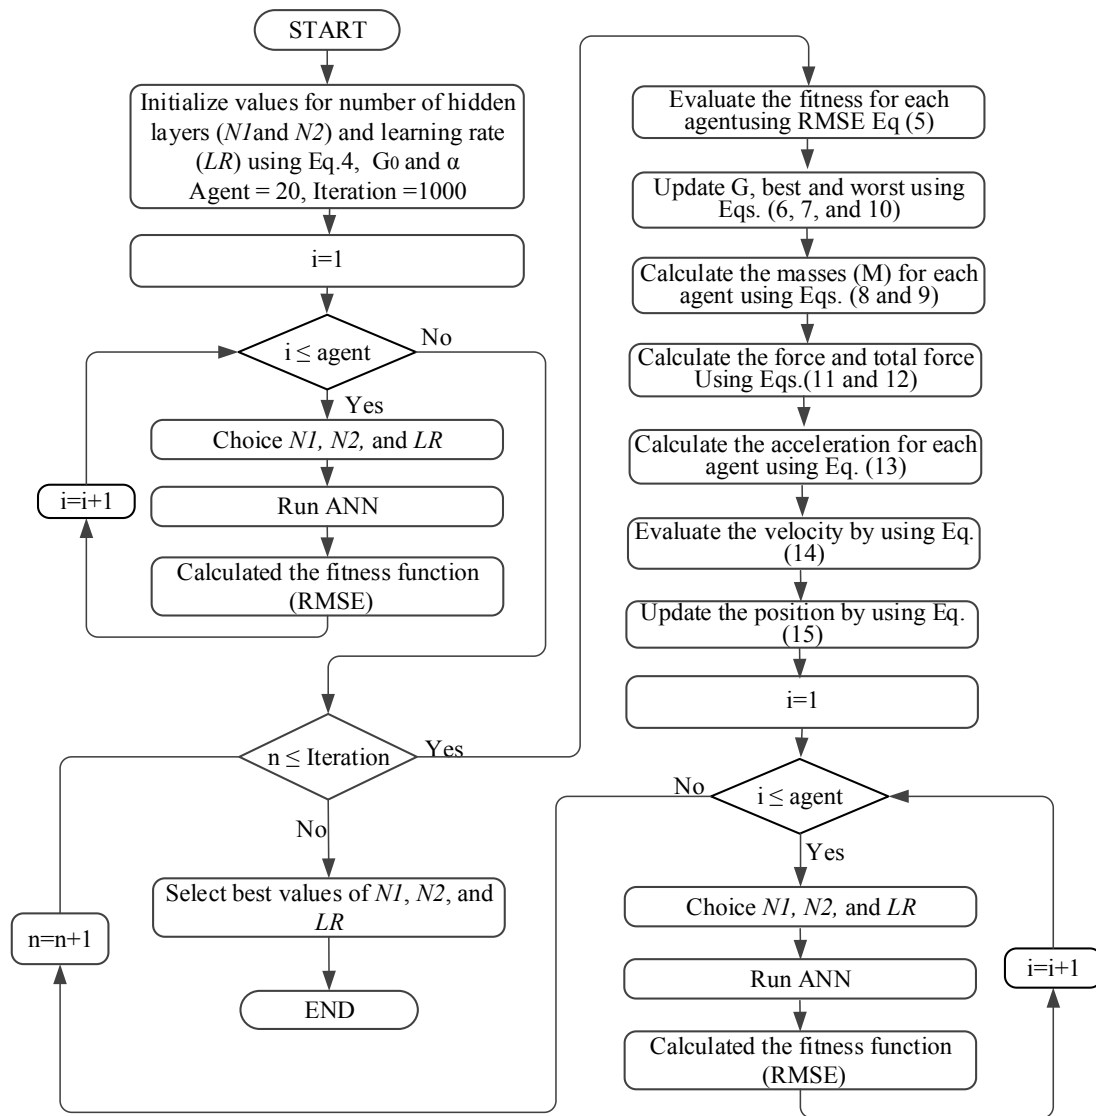 START
Initialize values for number of hidden
layers (N1and N2) and learning rate
(LR) using Eq.4, G0 and α
Agent = 20, Iteration =1000
i=1
i ≤ agent
No
Yes
Choice N1, N2, and LR
i=i+1
Run ANN
Calculated the fitness function
(RMSE)
n ≤ Iteration
Yes
No
Select best values of N1, N2, and
LR
n=n+1
END
Evaluate the fitness for each
agentusing RMSE Eq (5)
Update G, best and worst using
Eqs. (6, 7, and 10)
Calculate the masses (M) for each
agent using Eqs. (8 and 9)
Calculate the force and total force
Using Eqs.(11 and 12)
Calculate the acceleration for each
agent using Eq. (13)
Evaluate the velocity by using Eq.
(14)
Update the position by using Eq.
(15)
i=1
No
i ≤ agent
Yes
Choice N1, N2, and LR
Run ANN
i=i+1
Calculated the fitness function
(RMSE)